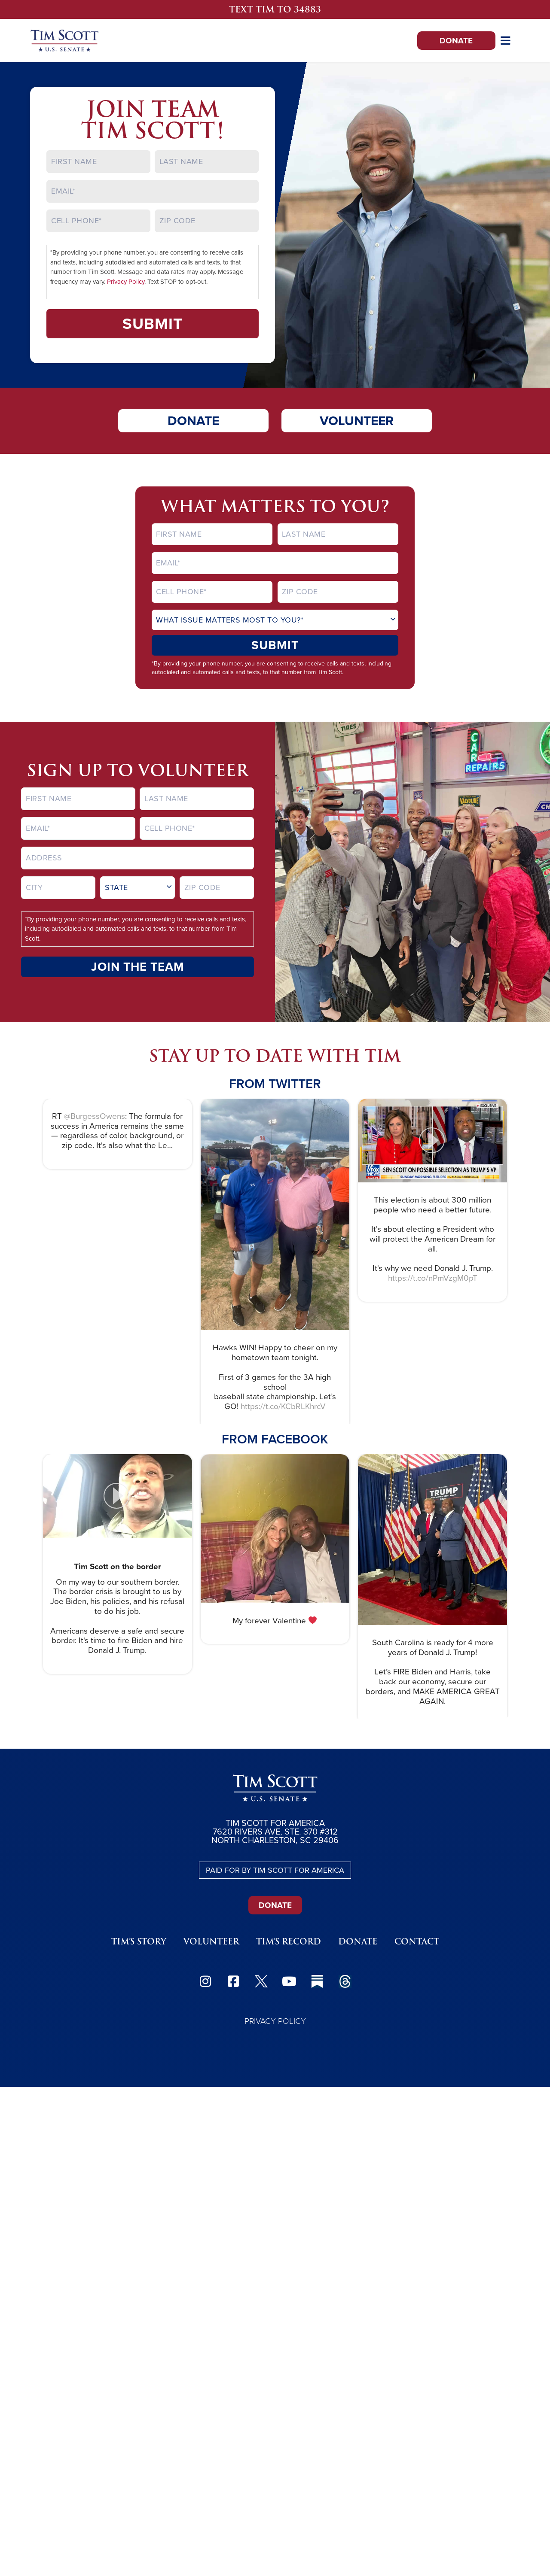 TEXT TIM TO 34883
TIM SCOTT
U.S. SENATE
DONATE
JOIN TEAM
TIM SCOTT!
FIRST NAME
LAST NAME
EMAIL*
CELL PHONE*
ZIP CODE
*By providing your phone number, you are consenting to receive calls
and texts, including autodialed and automated calls and texts, to that
number from Tim Scott. Message and data rates may apply. Message
frequency may vary. Privacy Policy. Text STOP to opt-out.
SUBMIT
DONATE
VOLUNTEER
WHAT MATTERS TO YOU?
FIRST NAME
LAST NAME
EMAIL*
CELL PHONE*
ZIP CODE
WHAT ISSUE MATTERS MOST TO YOU?*
SUBMIT
*By providing your phone number, you are consenting to receive calls and texts, including
autodialed and automated calls and texts, to that number from Tim Scott.
SIGN UP TO VOLUNTEER
FIRST NAME
LAST NAME
EMAIL*
CELL PHONE*
ADDRESS
CITY
STATE
ZIP CODE
*By providing your phone number, you are consenting to receive calls and texts,
including autodialed and automated calls and texts, to that number from Tim
Scott.
JOIN THE TEAM
TIRES
CAR
REPAIRS
VALVOLINE
CH
STAY UP TO DATE WITH TIM
FROM TWITTER
RT @BurgessOwens: The formula for
success in America remains the same
— regardless of color, background, or
zip code. It's also what the Le...
Hawks WIN! Happy to cheer on my
hometown team tonight.
First of 3 games for the 3A high
school
baseball state championship. Let's
GO! https://t.co/KCbRLKhrcV
SEN SCOTT ON POSSIBLE SELECTION AS TRUMP'S VP
SUNDAY MORNING FUTURES
This election is about 300 million
people who need a better future.
It's about electing a President who
will protect the American Dream for
all.
It's why we need Donald J. Trump.
https://t.co/nPmVzgM0pT
FROM FACEBOOK
Tim Scott on the border
On my way to our southern border.
The border crisis is brought to us by
Joe Biden, his policies, and his refusal
to do his job.
Americans deserve a safe and secure
border. It's time to fire Biden and hire
Donald J. Trump.
My forever Valentine ❤️
TRUMP
South Carolina is ready for 4 more
years of Donald J. Trump!
Let's FIRE Biden and Harris, take
back our economy, secure our
borders, and MAKE AMERICA GREAT
AGAIN.
TIM SCOTT
U.S. SENATE
TIM SCOTT FOR AMERICA
7620 RIVERS AVE, STE. 370 #312
NORTH CHARLESTON, SC 29406
PAID FOR BY TIM SCOTT FOR AMERICA
DONATE
TIM'S STORY
VOLUNTEER
TIM'S RECORD
DONATE
CONTACT
PRIVACY POLICY